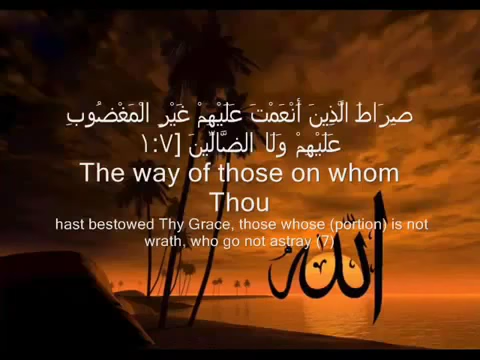 صِرَاطَ الَّذِينَ أَنْعَمْتَ عَلَيْهِمْ غَيْرِ الْمَغْضُوبِ
عَلَيْهِمْ وَلَا الضَّالِّينَ [١:٧
The way of those on whom
Thou
hast bestowed Thy Grace, those whose (portion) is not
wrath, who go not astray (7)
الله